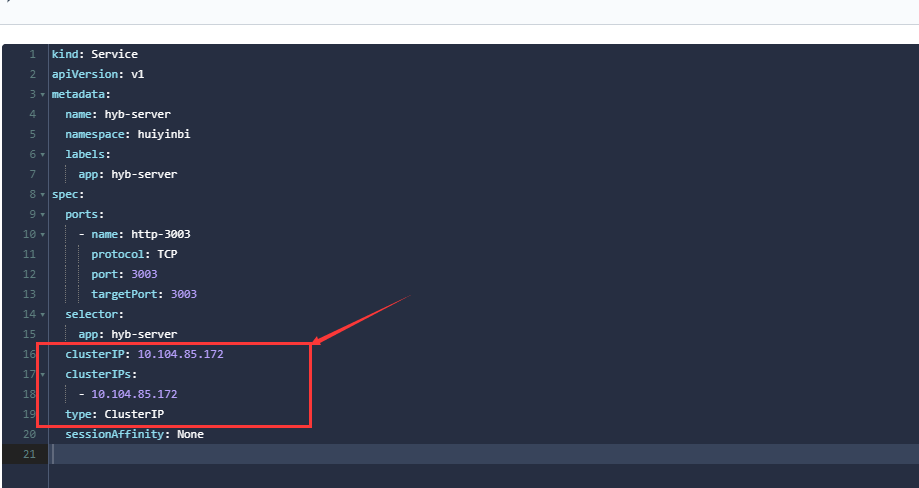 1 kind: Service
2 apiVersion: v1
3 metadata:
4 name: hyb-server
5 namespace: huiyinbi
6 labels:
7 app: hyb-server
8 spec:
9 ports:
10 - name: http-3003
11 protocol: TCP
12 port: 3003
13 targetPort: 3003
14 selector:
15 app: hyb-server
16 clusterIP: 10.104.85.172
17 clusterIPs:
18 - 10.104.85.172
19 type: ClusterIP
20 sessionAffinity: None
21